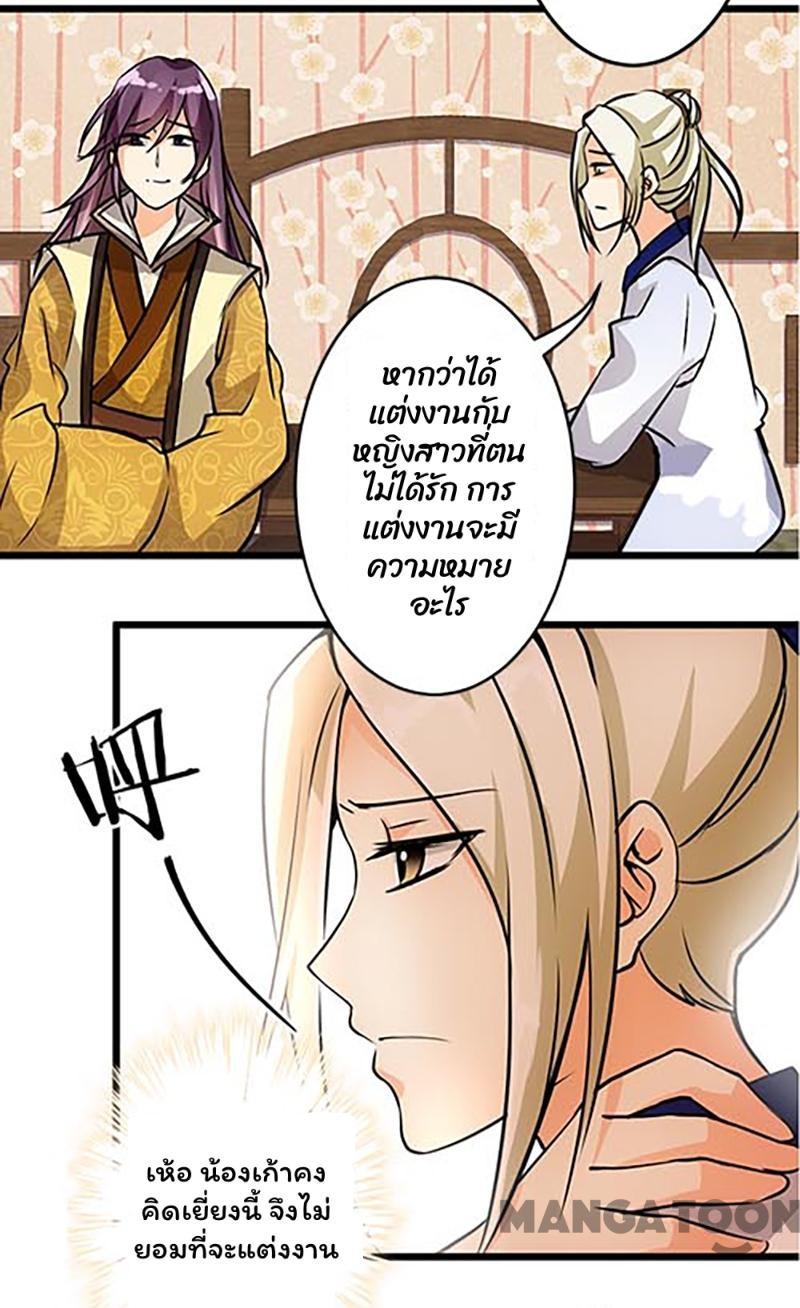 หากว่าได้
แต่งงานกับ
หญิงสาวที่ตน
ไม่ได้รัก การ
แต่งงานจะมี
ความหมาย
อะไร
呼
เห้อ น้องเก้าคง
คิดเยี่ยงนี้ จึงไม่
ยอมที่จะแต่งงาน
MANGATOON